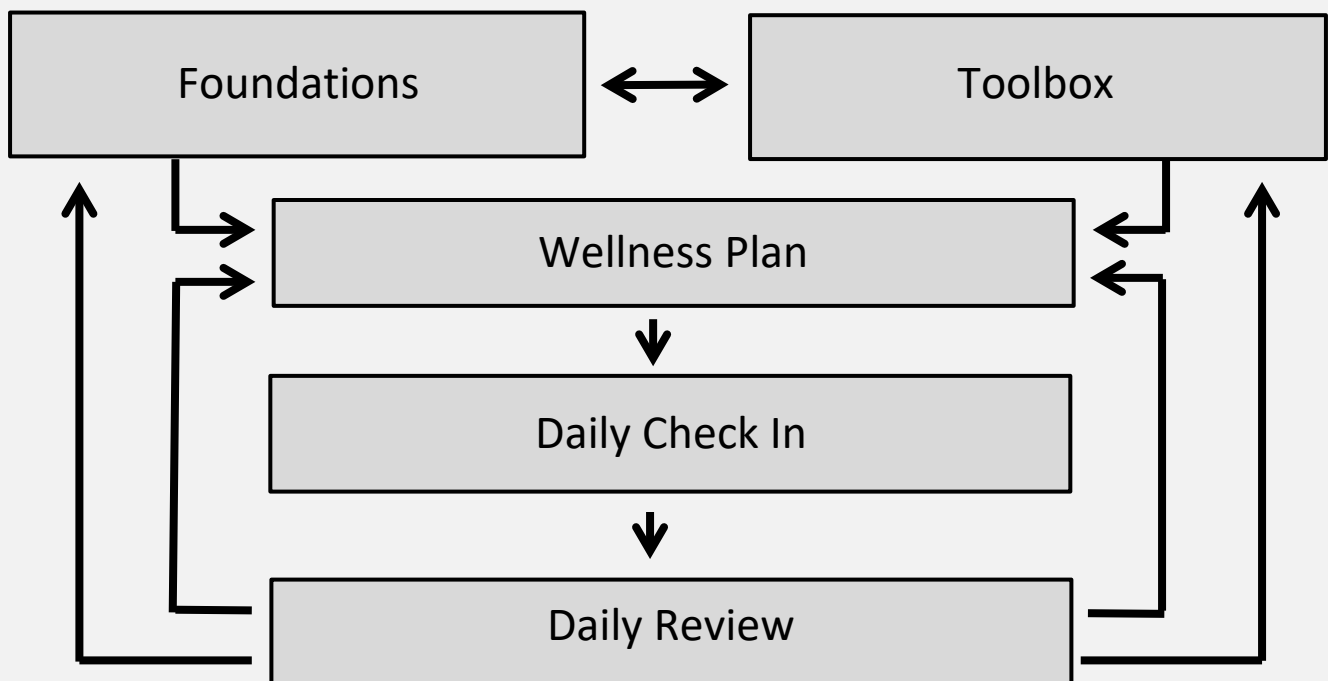 Foundations
Toolbox
Wellness Plan
Daily Check In
Daily Review